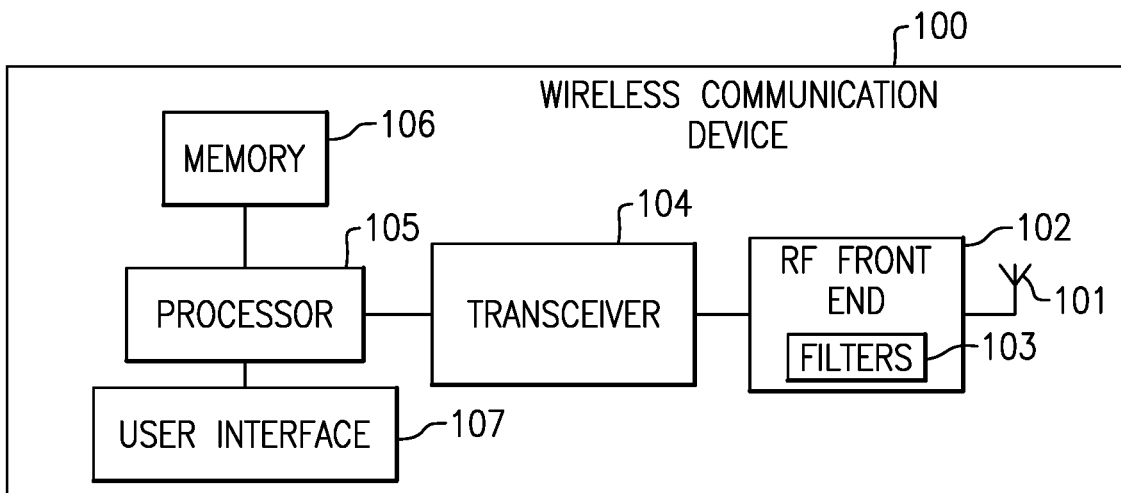 100
WIRELESS COMMUNICATION
DEVICE
106
MEMORY
105
PROCESSOR
104
TRANSCEIVER
102
RF FRONT
END
101
FILTERS
103
USER INTERFACE
107